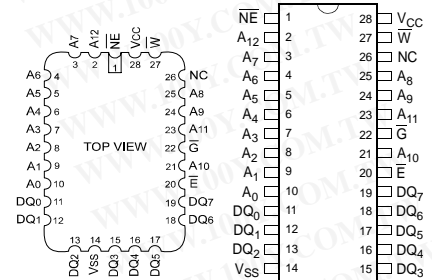 A7 A12 N̅E̅ VCC W̅
3 2 1 28 27
A6 4 26 NC
A5 5 25 A8
A4 6 24 A9
A3 7 23 A11
A2 8 TOP VIEW 22 G̅
A1 9 21 A10
A0 10 20 E̅
DQ0 11 19 DQ7
DQ1 12 18 DQ6
13 14 15 16 17
DQ2 VSS DQ3 DQ4 DQ5
N̅E̅ 1 28 VCC
A12 2 27 W̅
A7 3 26 NC
A6 4 25 A8
A5 5 24 A9
A4 6 23 A11
A3 7 22 G̅
A2 8 21 A10
A1 9 20 E̅
A0 10 19 DQ7
DQ0 11 18 DQ6
DQ1 12 17 DQ5
DQ2 13 16 DQ4
VSS 14 15 DQ3